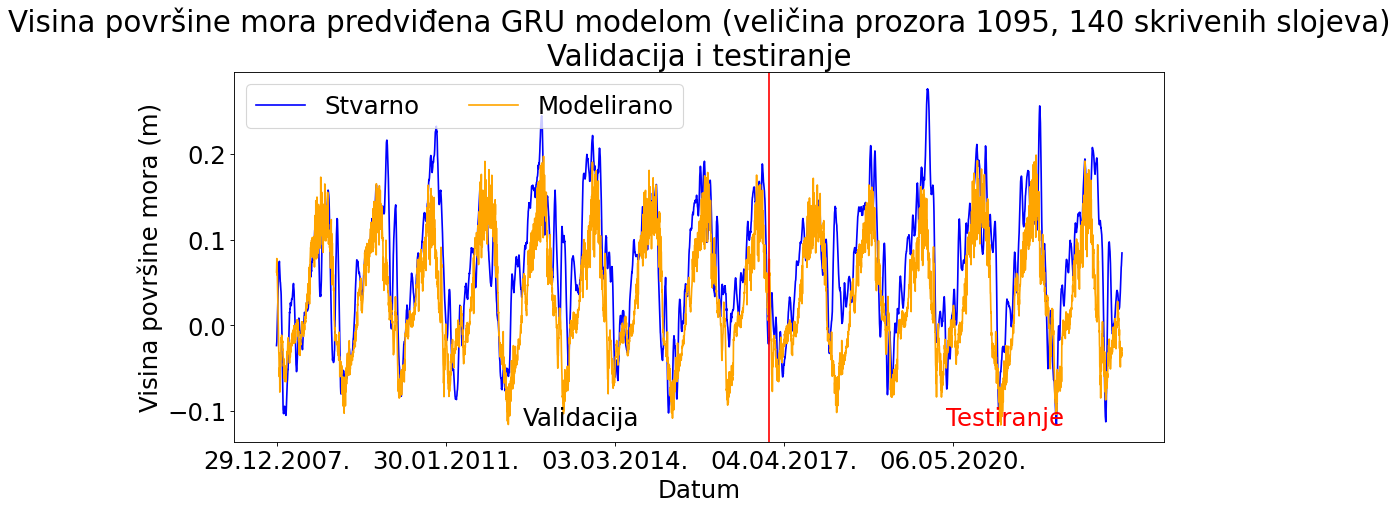 Visina površine mora predviđena GRU modelom (veličina prozora 1095, 140 skrivenih slojeva)
Validacija i testiranje
Stvarno Modelirano
Visina površine mora (m)
0.2
0.1
0.0
−0.1
Validacija Testiranje
29.12.2007. 30.01.2011. 03.03.2014. 04.04.2017. 06.05.2020.
Datum